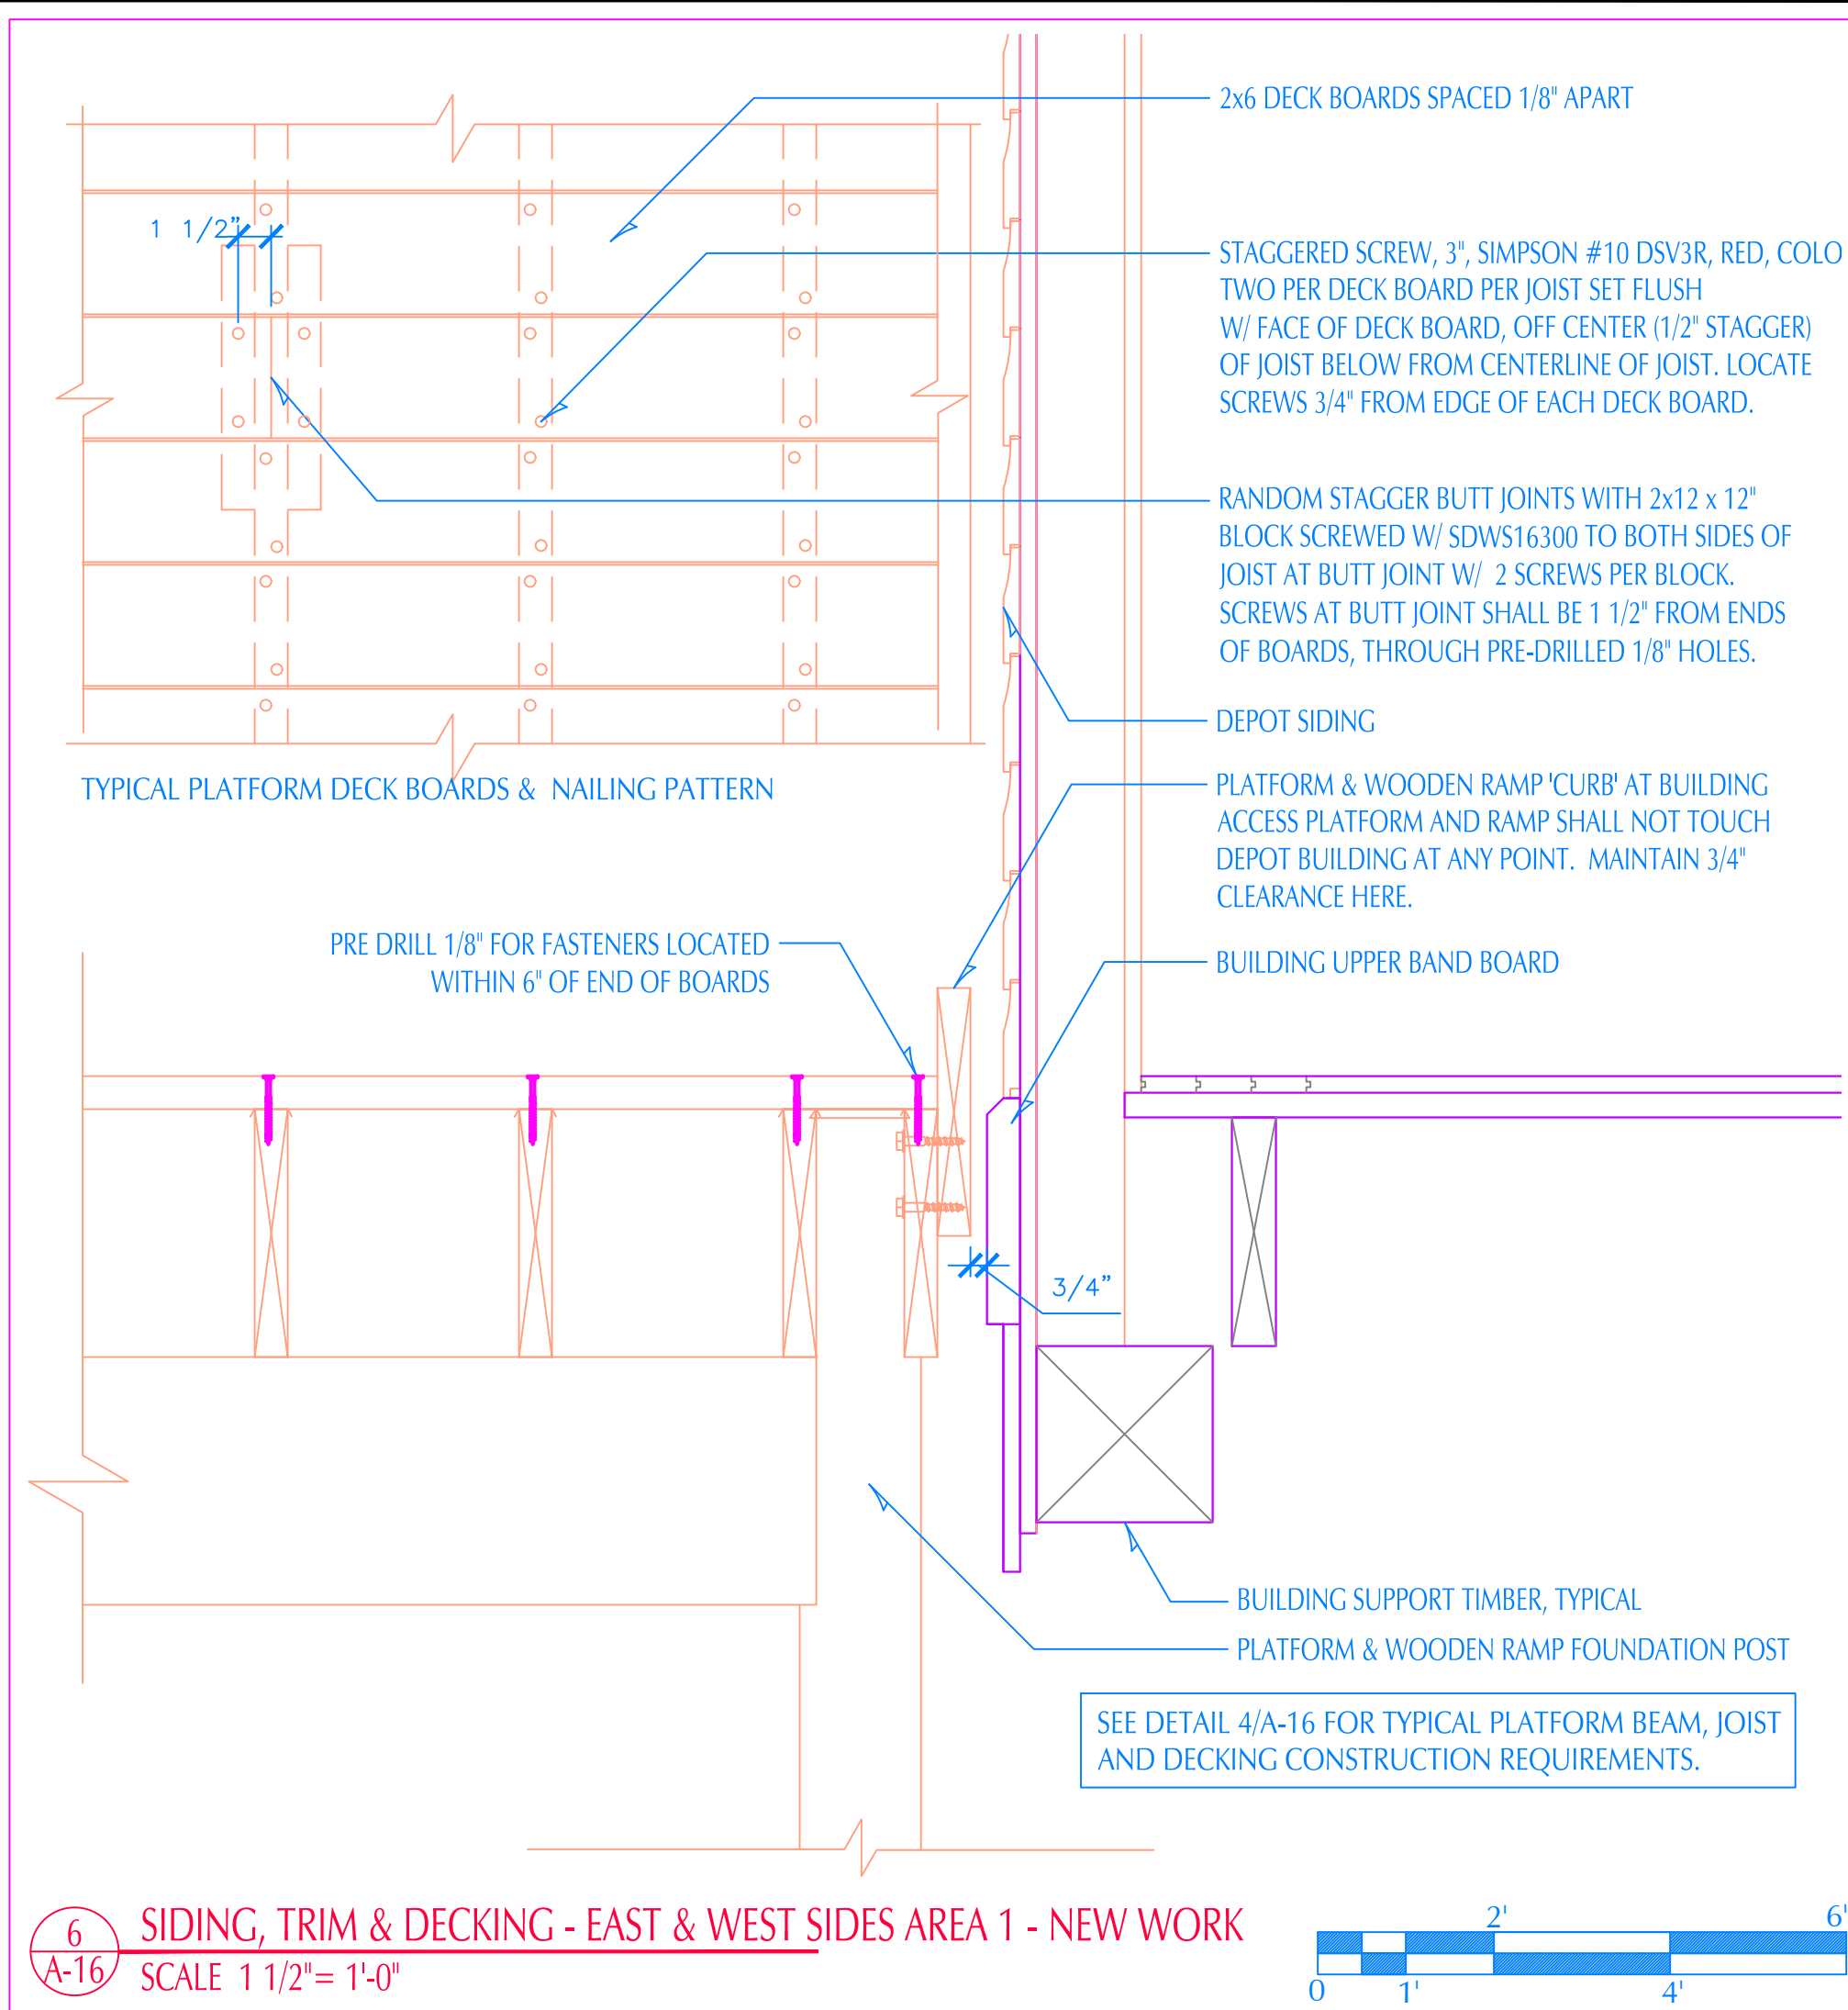 2x6 DECK BOARDS SPACED 1/8" APART
1 1/2”
STAGGERED SCREW, 3", SIMPSON #10 DSV3R, RED, COLO
TWO PER DECK BOARD PER JOIST SET FLUSH
W/ FACE OF DECK BOARD, OFF CENTER (1/2" STAGGER)
OF JOIST BELOW FROM CENTERLINE OF JOIST. LOCATE
SCREWS 3/4" FROM EDGE OF EACH DECK BOARD.
RANDOM STAGGER BUTT JOINTS WITH 2x12 x 12"
BLOCK SCREWED W/ SDWS16300 TO BOTH SIDES OF
JOIST AT BUTT JOINT W/ 2 SCREWS PER BLOCK.
SCREWS AT BUTT JOINT SHALL BE 1 1/2" FROM ENDS
OF BOARDS, THROUGH PRE-DRILLED 1/8" HOLES.
DEPOT SIDING
TYPICAL PLATFORM DECK BOARDS & NAILING PATTERN
PLATFORM & WOODEN RAMP 'CURB' AT BUILDING
ACCESS PLATFORM AND RAMP SHALL NOT TOUCH
DEPOT BUILDING AT ANY POINT. MAINTAIN 3/4"
CLEARANCE HERE.
PRE DRILL 1/8" FOR FASTENERS LOCATED
WITHIN 6" OF END OF BOARDS
BUILDING UPPER BAND BOARD
3/4”
BUILDING SUPPORT TIMBER, TYPICAL
PLATFORM & WOODEN RAMP FOUNDATION POST
SEE DETAIL 4/A-16 FOR TYPICAL PLATFORM BEAM, JOIST
AND DECKING CONSTRUCTION REQUIREMENTS.
6
A-16
SIDING, TRIM & DECKING - EAST & WEST SIDES AREA 1 - NEW WORK
SCALE 1 1/2"= 1'-0"
2' 6'
0 1' 4'